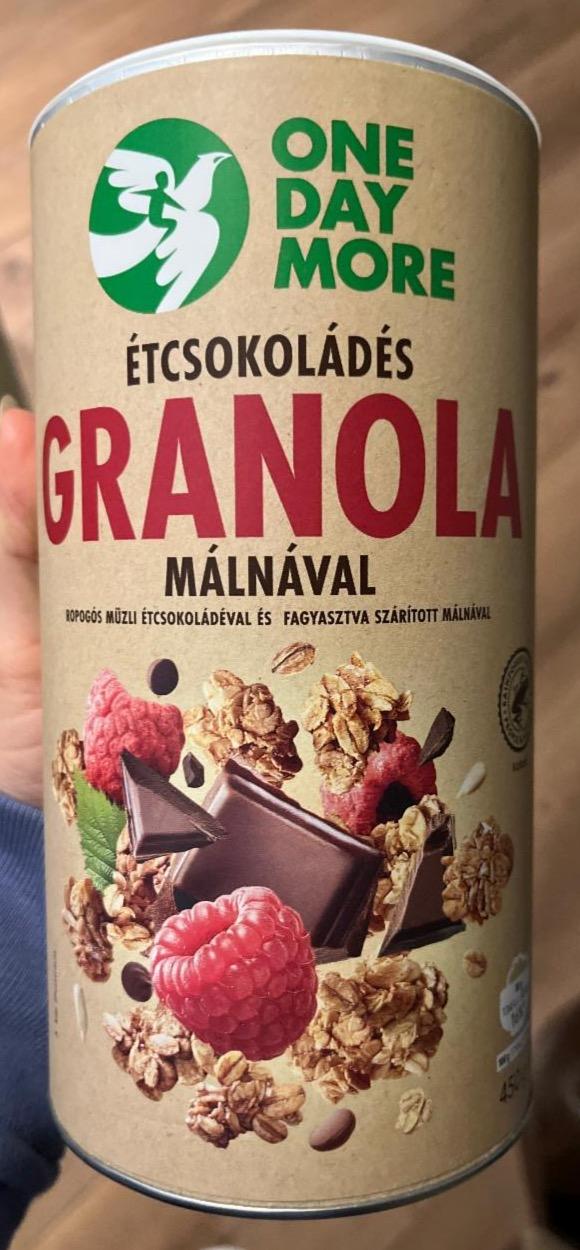 ONE
DAY
MORE
ÉTCSOKOLÁDÉS
GRANOLA
MÁLNÁVAL
ROPOGÓS MÜZLI ÉTCSOKOLÁDÉVAL ÉS FAGYASZTVA SZÁRÍTOTT MÁLNÁVAL